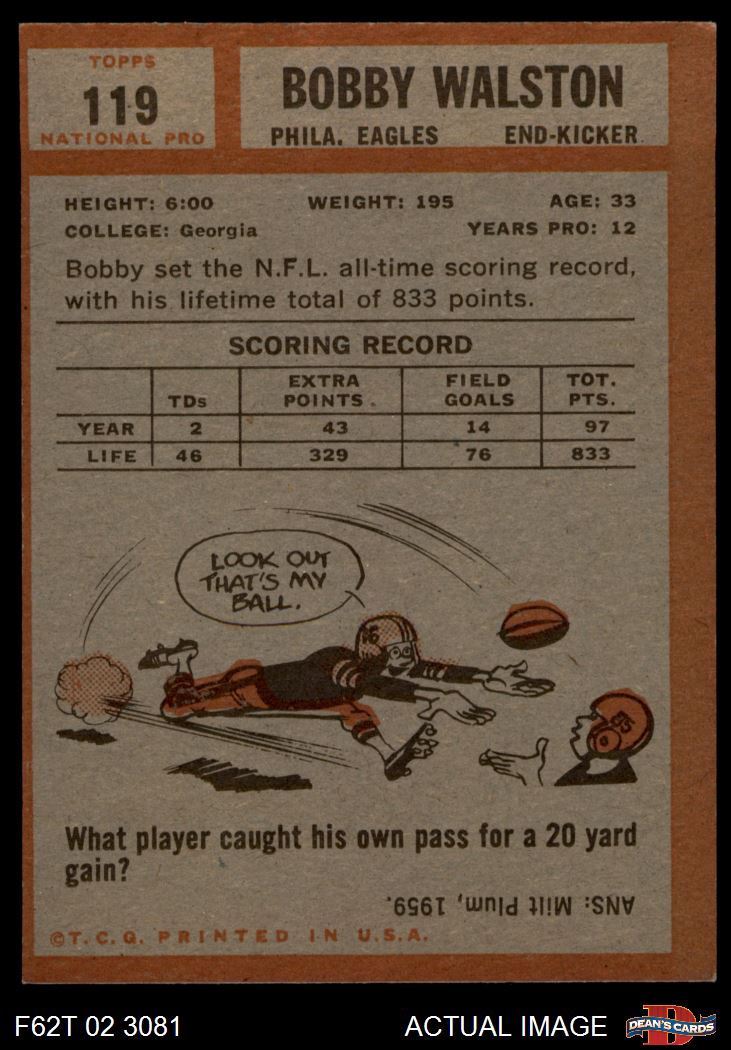 TOPPS
119
NATIONAL PRO
BOBBY WALSTON
PHILA. EAGLES END-KICKER
HEIGHT: 6:00 WEIGHT: 195 AGE: 33
COLLEGE: Georgia YEARS PRO: 12
Bobby set the N.F.L. all-time scoring record,
with his lifetime total of 833 points.
SCORING RECORD
TDs EXTRA POINTS FIELD GOALS TOT. PTS.
YEAR 2 43 14 97
LIFE 46 329 76 833
LOOK OUT
THAT'S MY
BALL.
16
55
What player caught his own pass for a 20 yard
gain?
ANS: Milt Plum, 1959.
©T.C.G. PRINTED IN U.S.A.
F62T 02 3081 ACTUAL IMAGE
D
DEAN'S CARDS